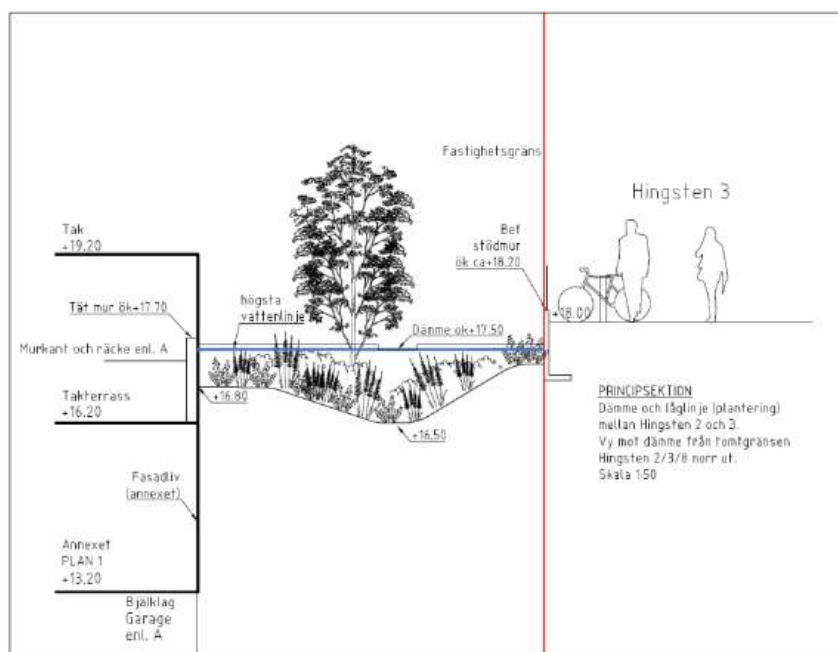 Fastighetsgräns
Hingsten 3
Tak
+19.20
Bef
stödmur
ök ca+18.20
Tät mur ök+17.70
högsta
vattenlinje
Dämme ök+17.50
+18.00
Murkant och räcke enl. A
+16.80
Takterrass
+16.20
+16.50
PRINCIPSEKTION
Dämme och låglinje (plantering)
mellan Hingsten 2 och 3.
Vy mot dämme från tomtgränsen
Hingsten 2/3/8 norr ut.
Skala 1:50
Fasadliv
(annexet)
Annexet
PLAN 1
+13.20
Bjälklag
Garage
enl. A